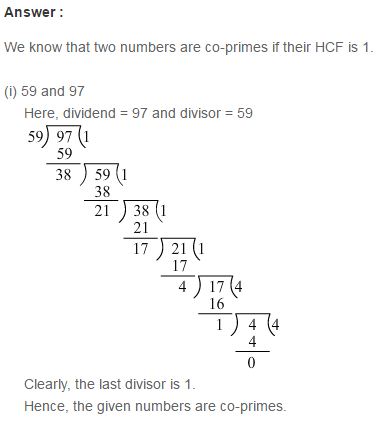 Answer :
We know that two numbers are co-primes if their HCF is 1.
(i) 59 and 97
Here, dividend = 97 and divisor = 59
59) 97 (1
59
38 ) 59 (1
38
21 ) 38 (1
21
17 ) 21 (1
17
4 ) 17 (4
16
1 ) 4 (4
4
0
Clearly, the last divisor is 1.
Hence, the given numbers are co-primes.